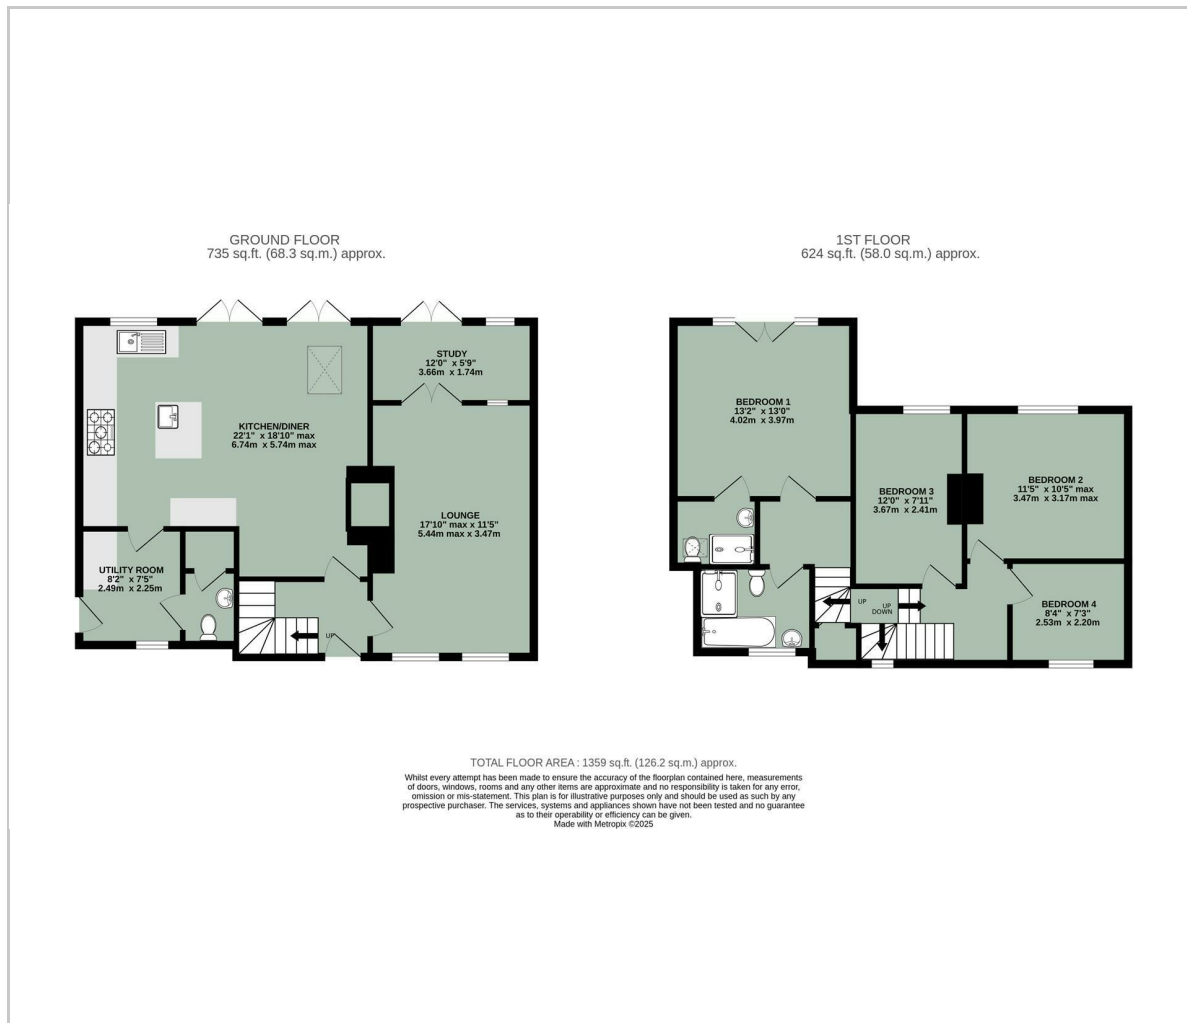 GROUND FLOOR
735 sq.ft. (68.3 sq.m.) approx.
1ST FLOOR
624 sq.ft. (58.0 sq.m.) approx.
STUDY
12'0" x 5'9"
3.66m x 1.74m
KITCHEN/DINER
22'1" x 18'10" max
6.74m x 5.74m max
LOUNGE
17'10" max x 11'5"
5.44m max x 3.47m
UTILITY ROOM
8'2" x 7'5"
2.49m x 2.25m
UP
BEDROOM 1
13'2" x 13'0"
4.02m x 3.97m
BEDROOM 3
12'0" x 7'11"
3.67m x 2.41m
BEDROOM 2
11'5" x 10'5" max
3.47m x 3.17m max
BEDROOM 4
8'4" x 7'3"
2.53m x 2.20m
UP
UP
DOWN
TOTAL FLOOR AREA : 1359 sq.ft. (126.2 sq.m.) approx.
Whilst every attempt has been made to ensure the accuracy of the floorplan contained here, measurements
of doors, windows, rooms and any other items are approximate and no responsibility is taken for any error,
omission or mis-statement. This plan is for illustrative purposes only and should be used as such by any
prospective purchaser. The services, systems and appliances shown have not been tested and no guarantee
as to their operability or efficiency can be given.
Made with Metropix ©2025